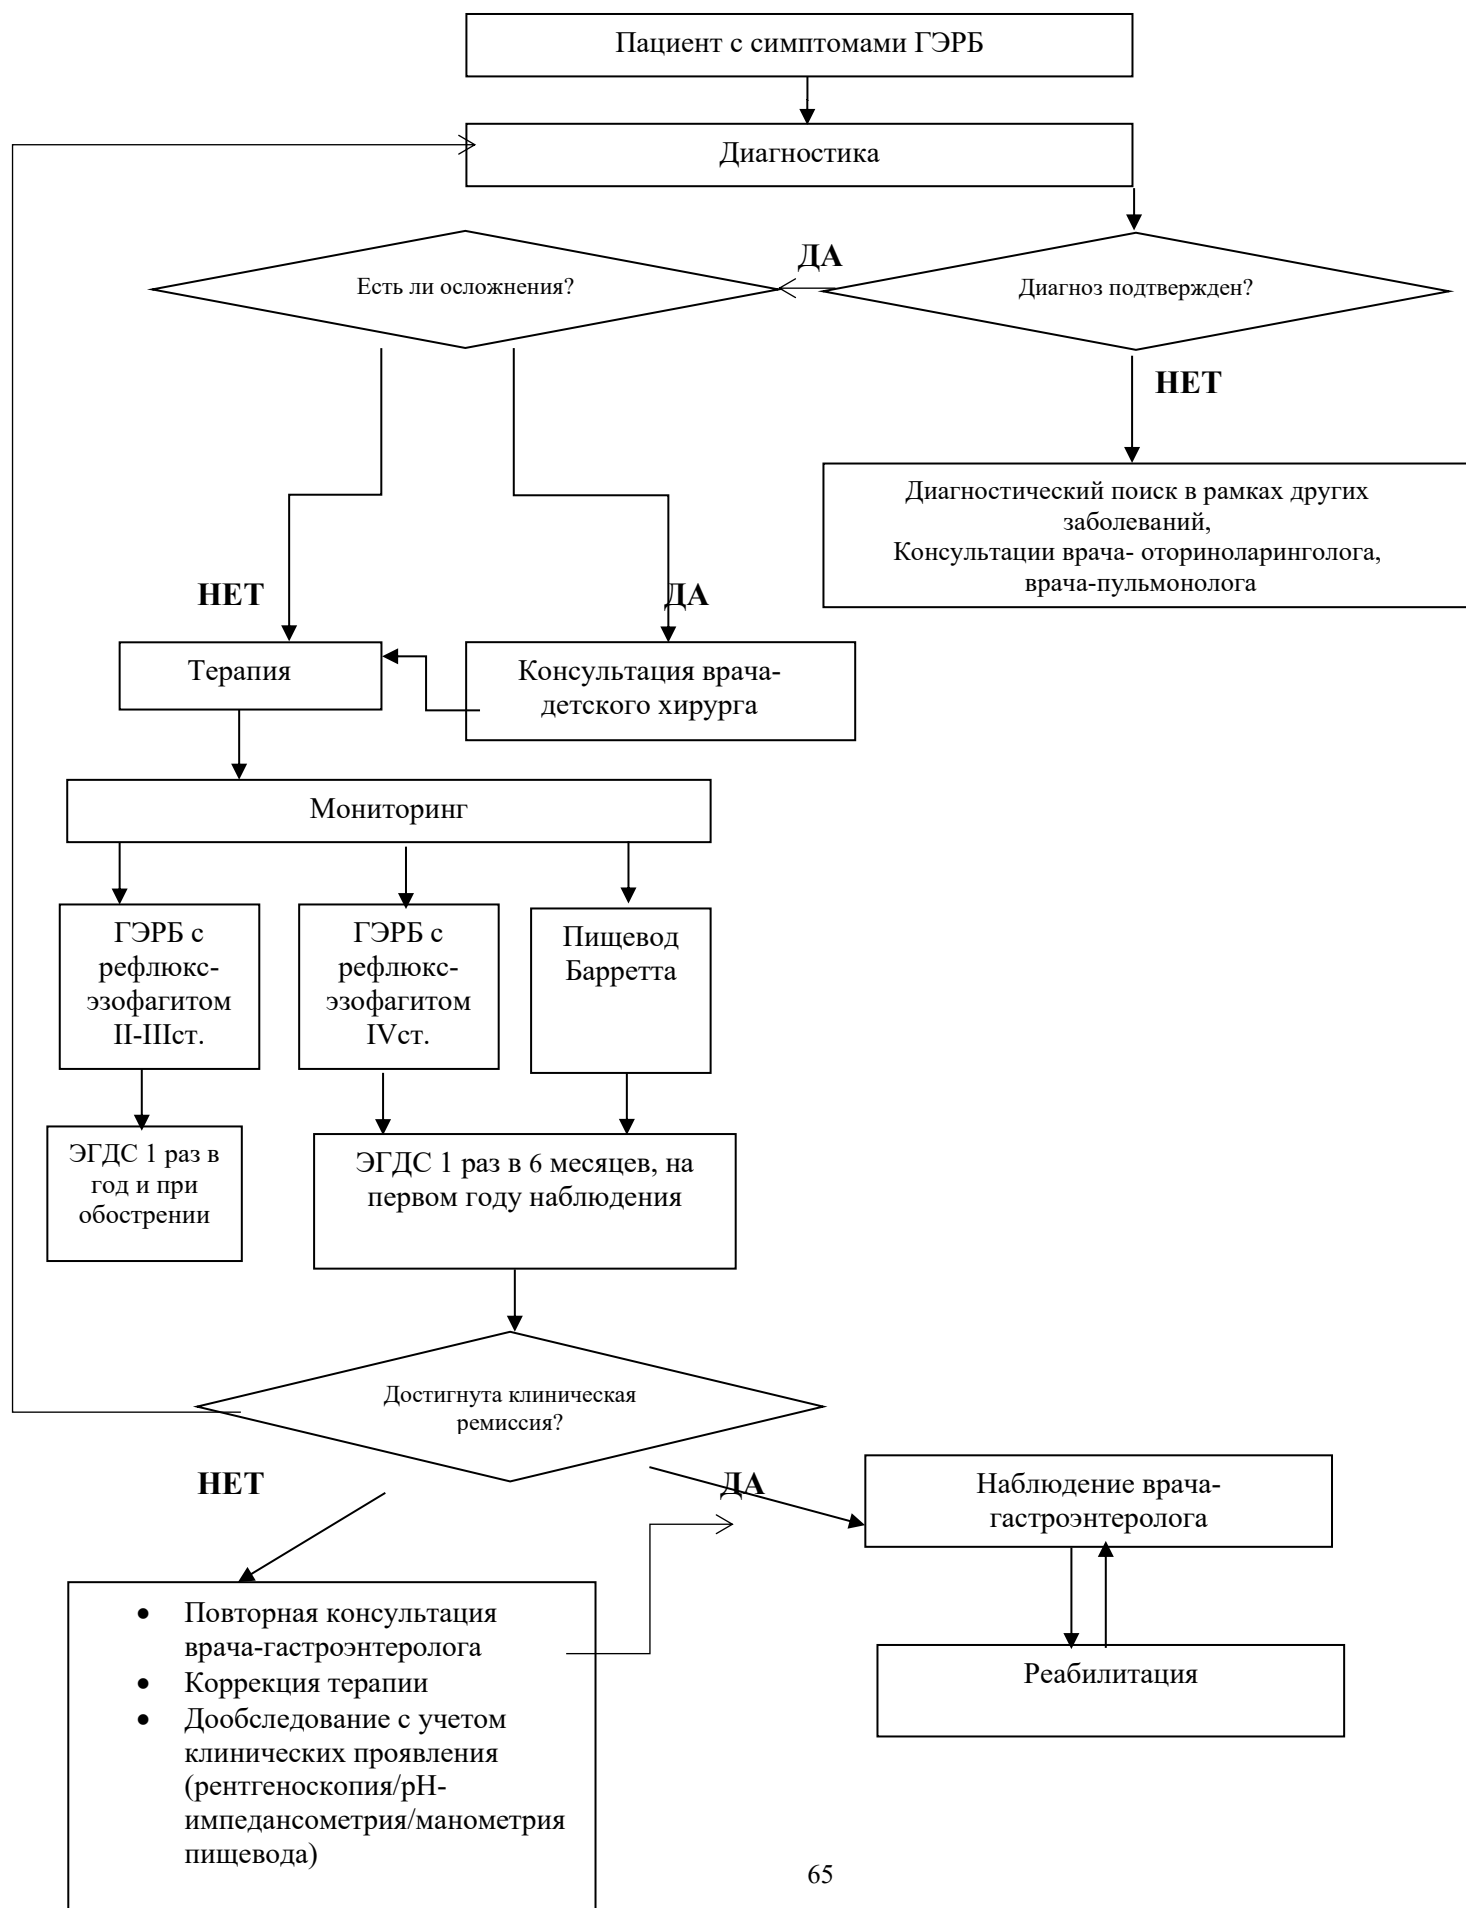 Пациент с симптомами ГЭРБ
Диагностика
ДА
Есть ли осложнения?
Диагноз подтвержден?
НЕТ
Диагностический поиск в рамках других
заболеваний,
Консультации врача- оториноларинголога,
врача-пульмонолога
НЕТ
ДА
Терапия
Консультация врача-
детского хирурга
Мониторинг
ГЭРБ с
рефлюкс-
эзофагитом
II-IIIст.
ГЭРБ с
рефлюкс-
эзофагитом
IVст.
Пищевод
Барретта
ЭГДС 1 раз в
год и при
обострении
ЭГДС 1 раз в 6 месяцев, на
первом году наблюдения
Достигнута клиническая
ремиссия?
НЕТ
ДА
Наблюдение врача-
гастроэнтеролога
• Повторная консультация
врача-гастроэнтеролога
• Коррекция терапии
• Дообследование с учетом
клинических проявления
(рентгеноскопия/рН-
импедансометрия/манометрия
пищевода)
Реабилитация
65